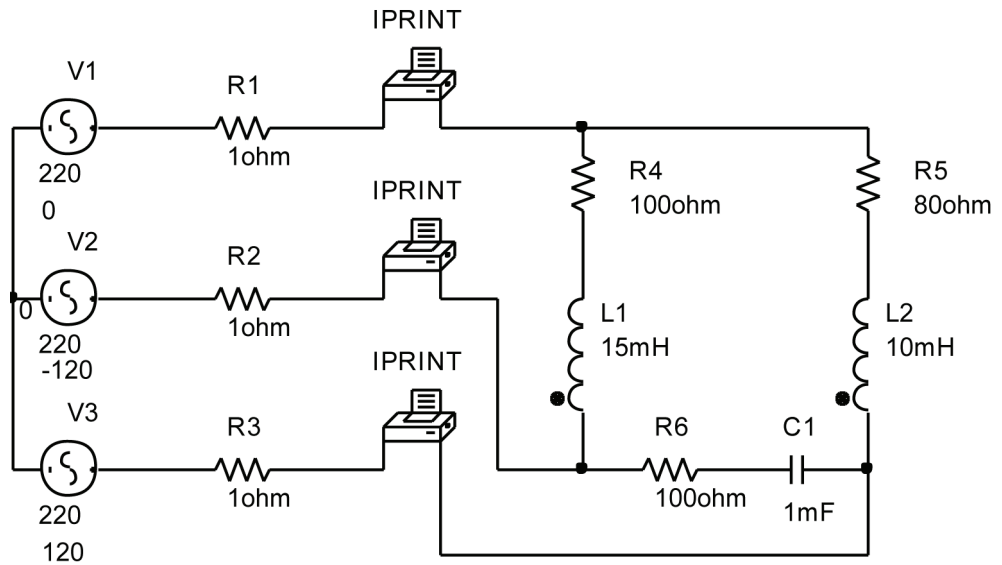 IPRINT
V1
R1
1ohm
220
0
R4
100ohm
R5
80ohm
IPRINT
V2
R2
1ohm
0
220
-120
L1
15mH
L2
10mH
IPRINT
V3
R3
1ohm
220
120
R6
100ohm
C1
1mF